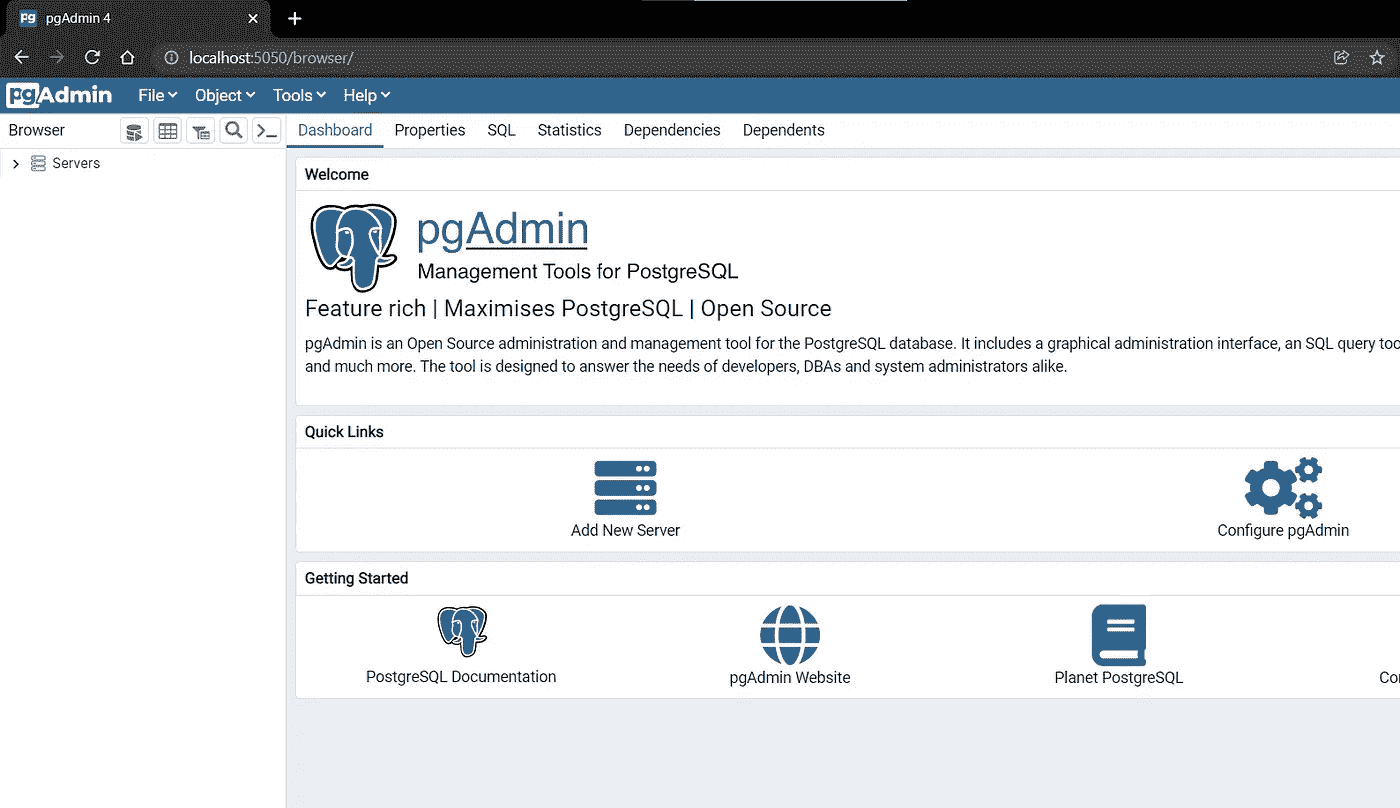 pgAdmin 4
localhost:5050/browser/
pgAdmin File Object Tools Help
Browser Dashboard Properties SQL Statistics Dependencies Dependents
Servers
Welcome
pgAdmin
Management Tools for PostgreSQL
Feature rich | Maximises PostgreSQL | Open Source
pgAdmin is an Open Source administration and management tool for the PostgreSQL database. It includes a graphical administration interface, an SQL query
and much more. The tool is designed to answer the needs of developers, DBAs and system administrators alike.
Quick Links
Add New Server Configure pgAdmin
Getting Started
PostgreSQL Documentation pgAdmin Website Planet PostgreSQL